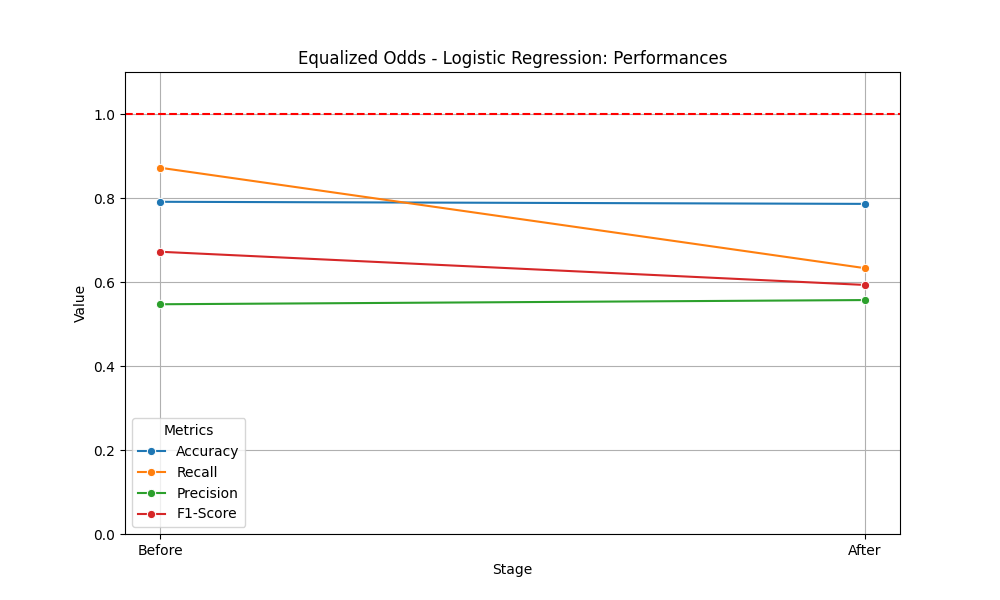 Equalized Odds - Logistic Regression: Performances
1.0
0.8
0.6
0.4
0.2
0.0
Value
Metrics
Accuracy
Recall
Precision
F1-Score
Before
After
Stage